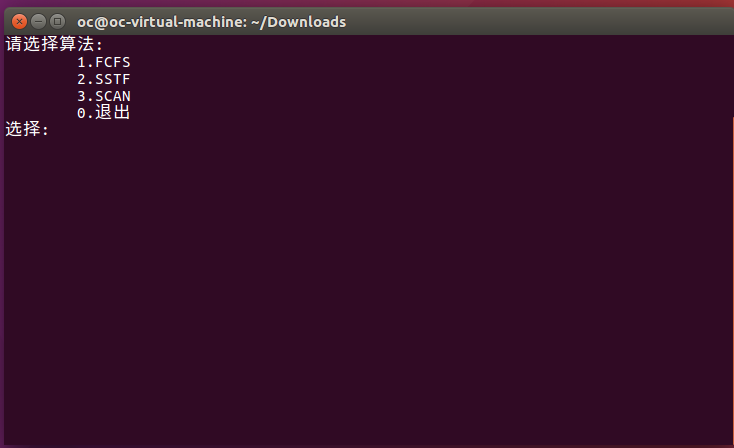 oc@oc-virtual-machine: ~/Downloads
请选择算法:
1.FCFS
2.SSTF
3.SCAN
0.退出
选择: